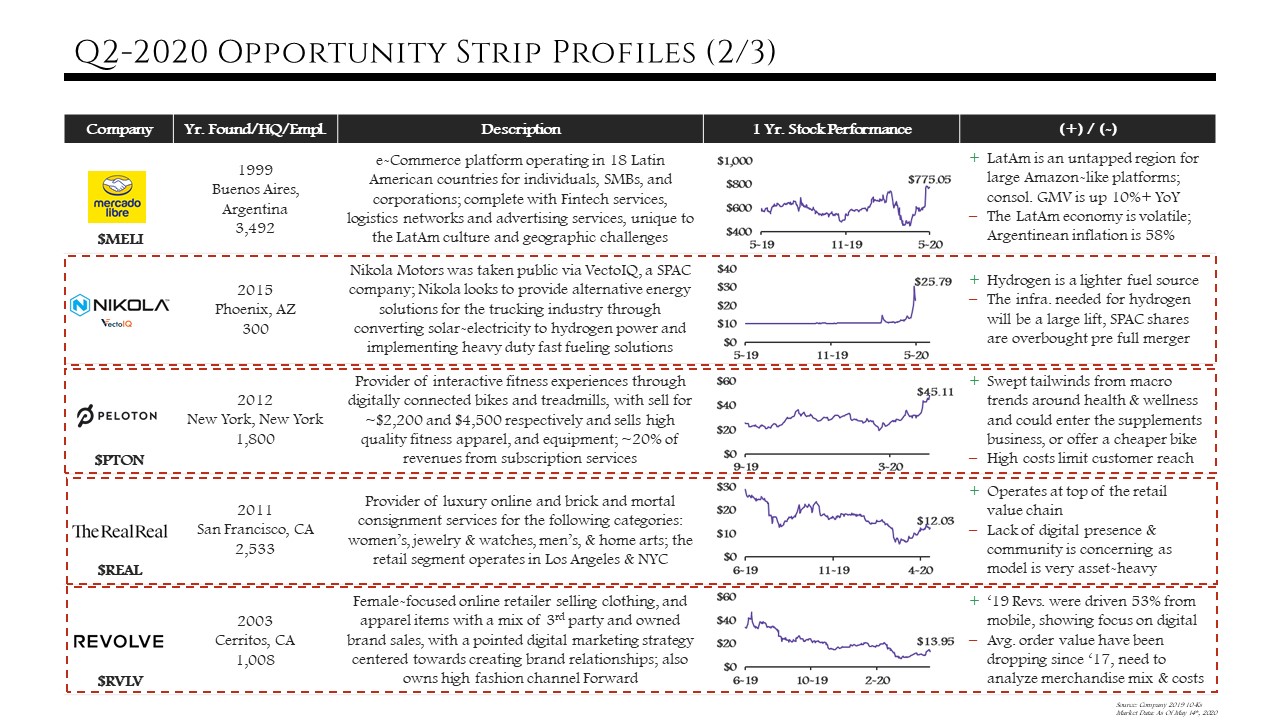 Q2-2020 Opportunity Strip Profiles (2/3)
Company Yr. Found/HQ/Empl. Description 1 Yr. Stock Performance (+) / (-)
mercado
libre
$MELI
1999
Buenos Aires,
Argentina
3,492
e-Commerce platform operating in 18 Latin
American countries for individuals, SMBs, and
corporations; complete with Fintech services,
logistics networks and advertising services, unique to
the LatAm culture and geographic challenges
$1,000
$800
$600
$400
$775.05
5-19 11-19 5-20
+ LatAm is an untapped region for
large Amazon-like platforms;
consol. GMV is up 10%+ YoY
– The LatAm economy is volatile;
Argentinean inflation is 58%
NIKOLA™
VectoIQ
2015
Phoenix, AZ
300
Nikola Motors was taken public via VectoIQ, a SPAC
company; Nikola looks to provide alternative energy
solutions for the trucking industry through
converting solar-electricity to hydrogen power and
implementing heavy duty fast fueling solutions
$40
$30
$20
$10
$0
$25.79
5-19 11-19 5-20
+ Hydrogen is a lighter fuel source
– The infra. needed for hydrogen
will be a large lift, SPAC shares
are overbought pre full merger
PELOTON
$PTON
2012
New York, New York
1,800
Provider of interactive fitness experiences through
digitally connected bikes and treadmills, with sell for
~$2,200 and $4,500 respectively and sells high
quality fitness apparel, and equipment; ~20% of
revenues from subscription services
$60
$40
$20
$0
$45.11
9-19 3-20
+ Swept tailwinds from macro
trends around health & wellness
and could enter the supplements
business, or offer a cheaper bike
– High costs limit customer reach
The RealReal
$REAL
2011
San Francisco, CA
2,533
Provider of luxury online and brick and mortal
consignment services for the following categories:
women's, jewelry & watches, men's, & home arts; the
retail segment operates in Los Angeles & NYC
$30
$20
$10
$0
$12.03
6-19 11-19 4-20
+ Operates at top of the retail
value chain
– Lack of digital presence &
community is concerning as
model is very asset-heavy
REVOLVE
$RVLV
2003
Cerritos, CA
1,008
Female-focused online retailer selling clothing, and
apparel items with a mix of 3rd party and owned
brand sales, with a pointed digital marketing strategy
centered towards creating brand relationships; also
owns high fashion channel Forward
$60
$40
$20
$0
$13.95
6-19 10-19 2-20
+ '19 Revs. were driven 53% from
mobile, showing focus on digital
– Avg. order value have been
dropping since '17, need to
analyze merchandise mix & costs
Source: Company 2019 10-Ks
Market Data: As Of May 14th, 2020